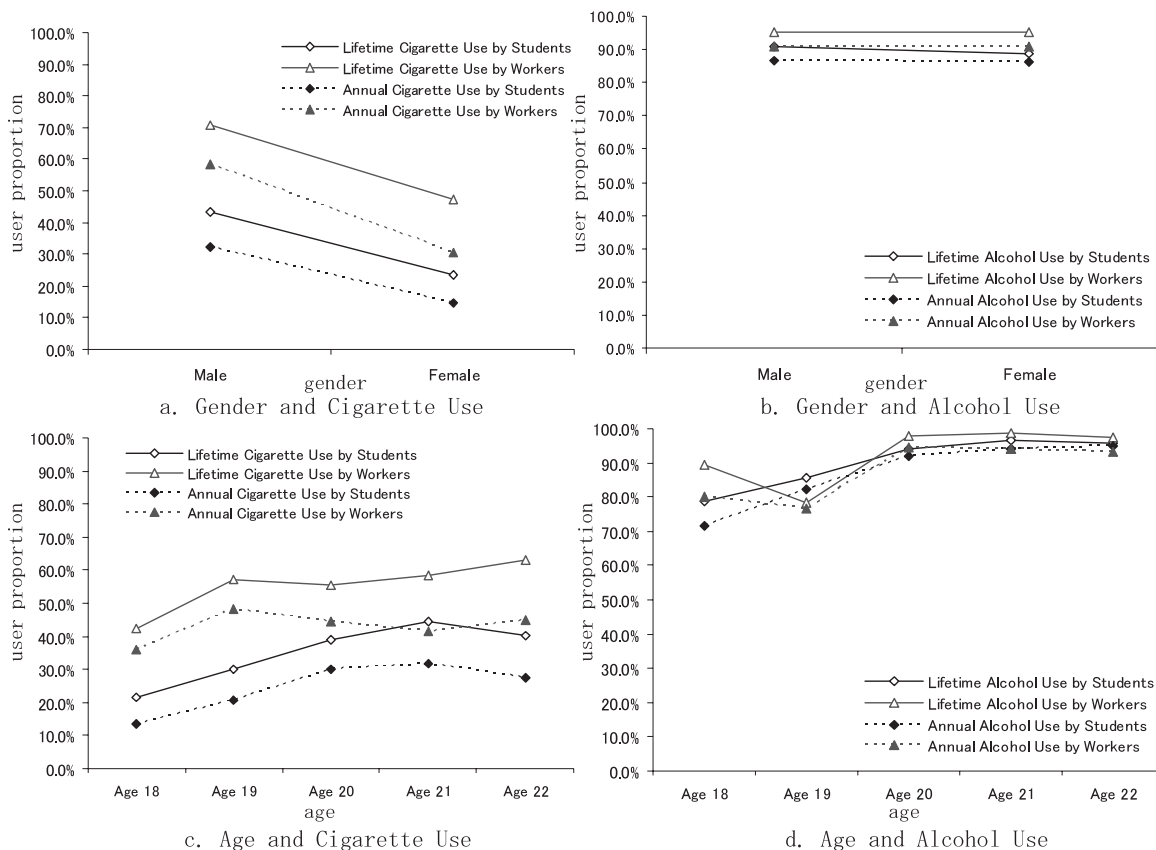 100.0%
90.0%
80.0%
70.0%
60.0%
50.0%
40.0%
30.0%
20.0%
10.0%
0.0%
user proportion
Lifetime Cigarette Use by Students
Lifetime Cigarette Use by Workers
Annual Cigarette Use by Students
Annual Cigarette Use by Workers
Male
Female
gender
a. Gender and Cigarette Use
100.0%
90.0%
80.0%
70.0%
60.0%
50.0%
40.0%
30.0%
20.0%
10.0%
0.0%
user proportion
Lifetime Alcohol Use by Students
Lifetime Alcohol Use by Workers
Annual Alcohol Use by Students
Annual Alcohol Use by Workers
Male
Female
gender
b. Gender and Alcohol Use
100.0%
90.0%
80.0%
70.0%
60.0%
50.0%
40.0%
30.0%
20.0%
10.0%
0.0%
user proportion
Lifetime Cigarette Use by Students
Lifetime Cigarette Use by Workers
Annual Cigarette Use by Students
Annual Cigarette Use by Workers
Age 18
Age 19
Age 20
Age 21
Age 22
age
c. Age and Cigarette Use
100.0%
90.0%
80.0%
70.0%
60.0%
50.0%
40.0%
30.0%
20.0%
10.0%
0.0%
user proportion
Lifetime Alcohol Use by Students
Lifetime Alcohol Use by Workers
Annual Alcohol Use by Students
Annual Alcohol Use by Workers
Age 18
Age 19
Age 20
Age 21
Age 22
age
d. Age and Alcohol Use